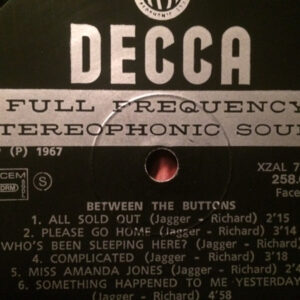 DECCA
FULL FREQUENCY
STEREOPHONIC SOUN
(P) 1967
XZAL 7
258.
Face
S
BETWEEN THE BUTTONS
1. ALL SOLD OUT (Jagger - Richard) 2'15
2. PLEASE GO HOME (Jagger - Richard) 3'14
WHO'S BEEN SLEEPING HERE? (Jagger - Richard)
4. COMPLICATED (Jagger - Richard) 3'
5. MISS AMANDA JONES (Jagger - Richard) 2'
6. SOMETHING HAPPENED TO ME YESTERDAY
(Jagger - Richard) 4'58